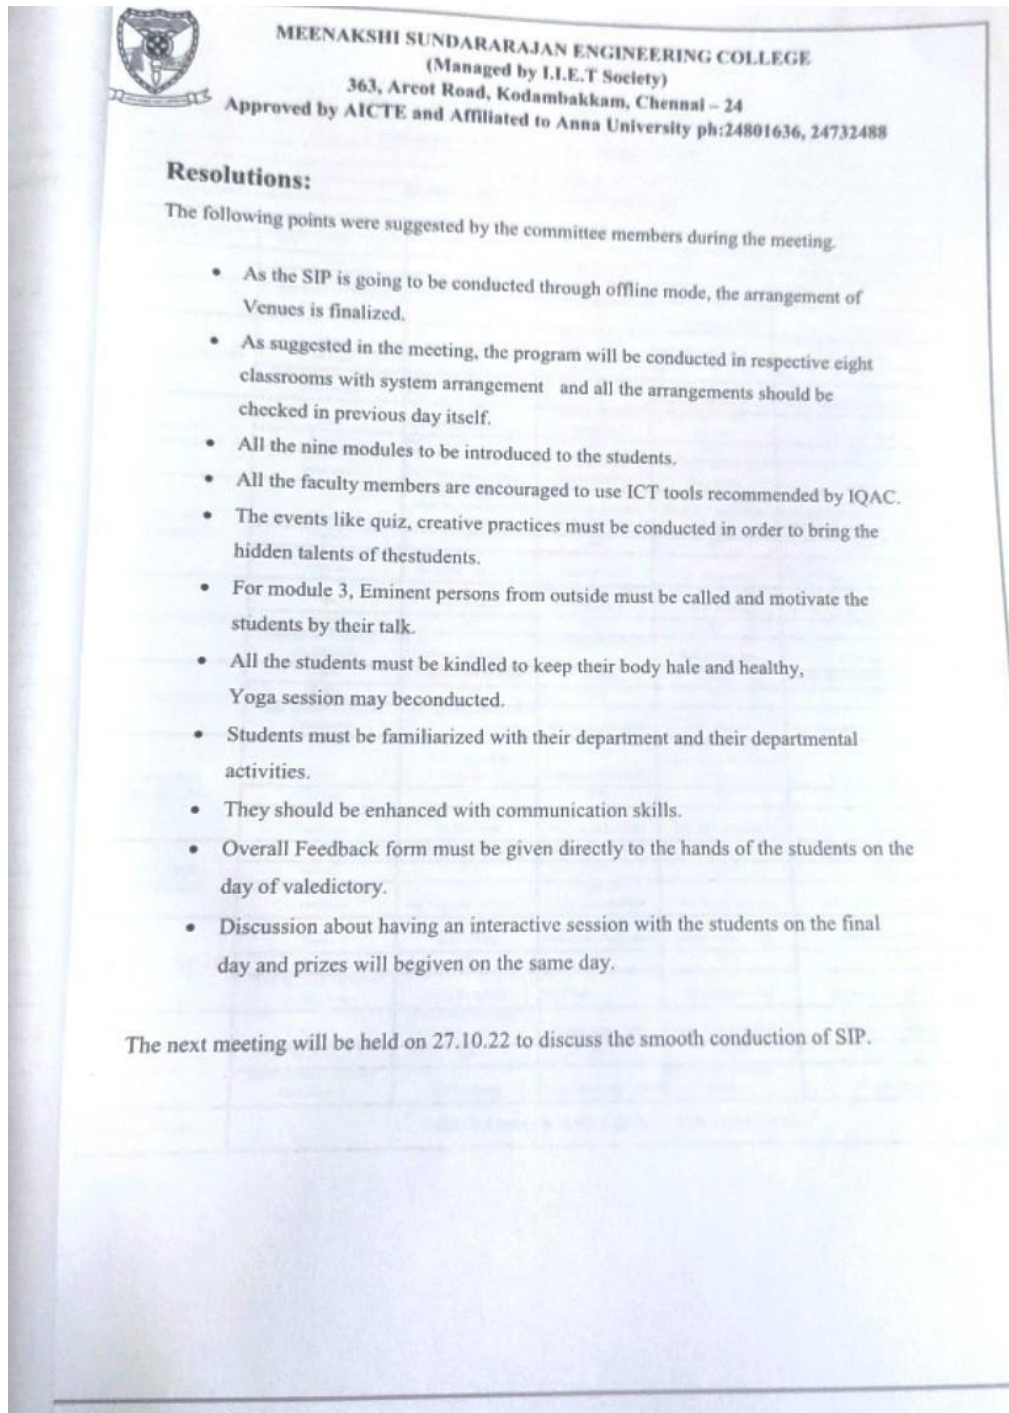 MEENAKSHI SUNDARARAJAN ENGINEERING COLLEGE
(Managed by I.I.E.T Society)
363, Arcot Road, Kodambakkam, Chennai – 24
Approved by AICTE and Affiliated to Anna University ph:24801636, 24732488
Resolutions:
The following points were suggested by the committee members during the meeting.
• As the SIP is going to be conducted through offline mode, the arrangement of
Venues is finalized.
• As suggested in the meeting, the program will be conducted in respective eight
classrooms with system arrangement and all the arrangements should be
checked in previous day itself.
• All the nine modules to be introduced to the students.
• All the faculty members are encouraged to use ICT tools recommended by IQAC.
• The events like quiz, creative practices must be conducted in order to bring the
hidden talents of thestudents.
• For module 3, Eminent persons from outside must be called and motivate the
students by their talk.
• All the students must be kindled to keep their body hale and healthy,
Yoga session may beconducted.
• Students must be familiarized with their department and their departmental
activities.
• They should be enhanced with communication skills.
• Overall Feedback form must be given directly to the hands of the students on the
day of valedictory.
• Discussion about having an interactive session with the students on the final
day and prizes will begiven on the same day.
The next meeting will be held on 27.10.22 to discuss the smooth conduction of SIP.